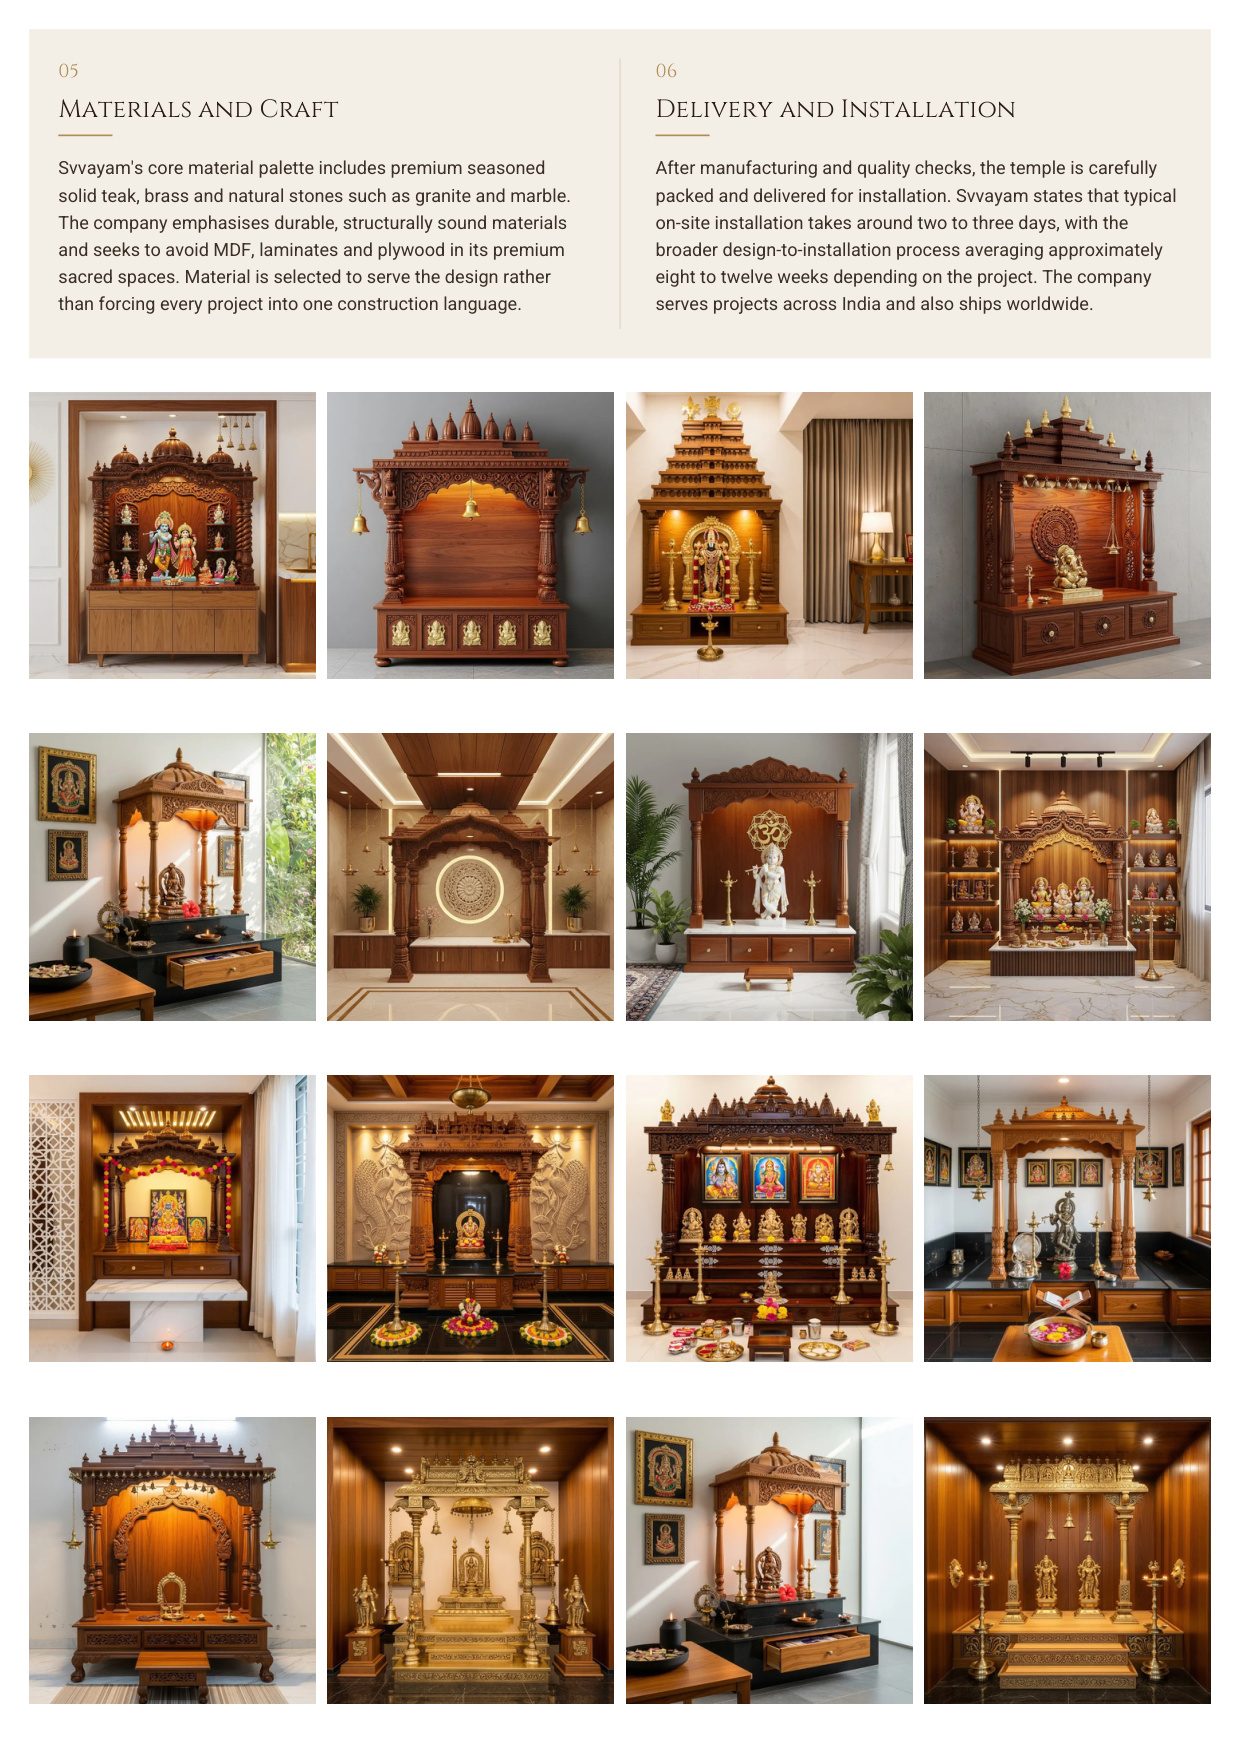 05
Materials and Craft
Svvayam's core material palette includes premium seasoned
solid teak, brass and natural stones such as granite and marble.
The company emphasises durable, structurally sound materials
and seeks to avoid MDF, laminates and plywood in its premium
sacred spaces. Material is selected to serve the design rather
than forcing every project into one construction language.
06
Delivery and Installation
After manufacturing and quality checks, the temple is carefully
packed and delivered for installation. Svvayam states that typical
on-site installation takes around two to three days, with the
broader design-to-installation process averaging approximately
eight to twelve weeks depending on the project. The company
serves projects across India and also ships worldwide.
ॐ